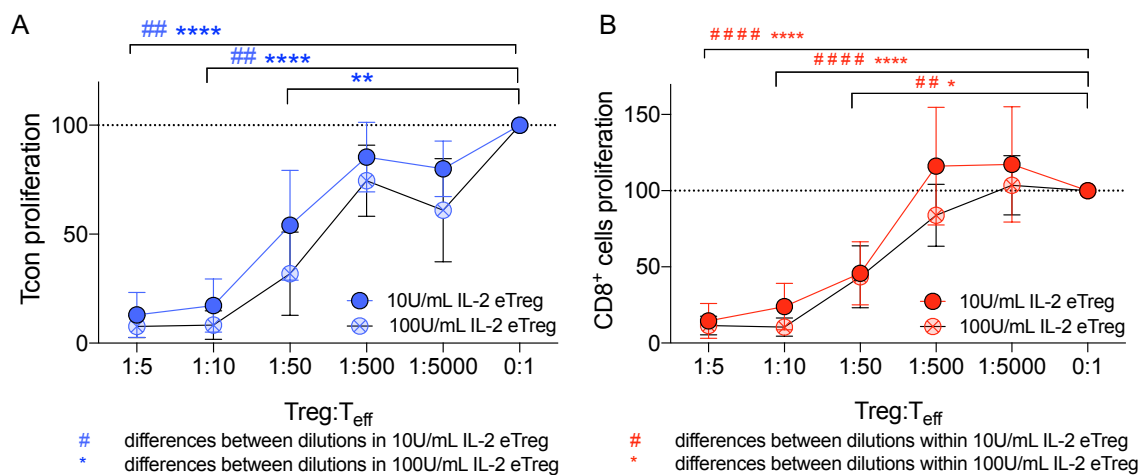 A
## ****
## ****
**
Tcon proliferation
100
50
0
10U/mL IL-2 eTreg
100U/mL IL-2 eTreg
1:5 1:10 1:50 1:500 1:5000 0:1
Treg:Teff
# differences between dilutions in 10U/mL IL-2 eTreg
* differences between dilutions in 100U/mL IL-2 eTreg
B
#### ****
#### ****
## *
CD8+ cells proliferation
150
100
50
0
10U/mL IL-2 eTreg
100U/mL IL-2 eTreg
1:5 1:10 1:50 1:500 1:5000 0:1
Treg:Teff
# differences between dilutions within 10U/mL IL-2 eTreg
* differences between dilutions within 100U/mL IL-2 eTreg